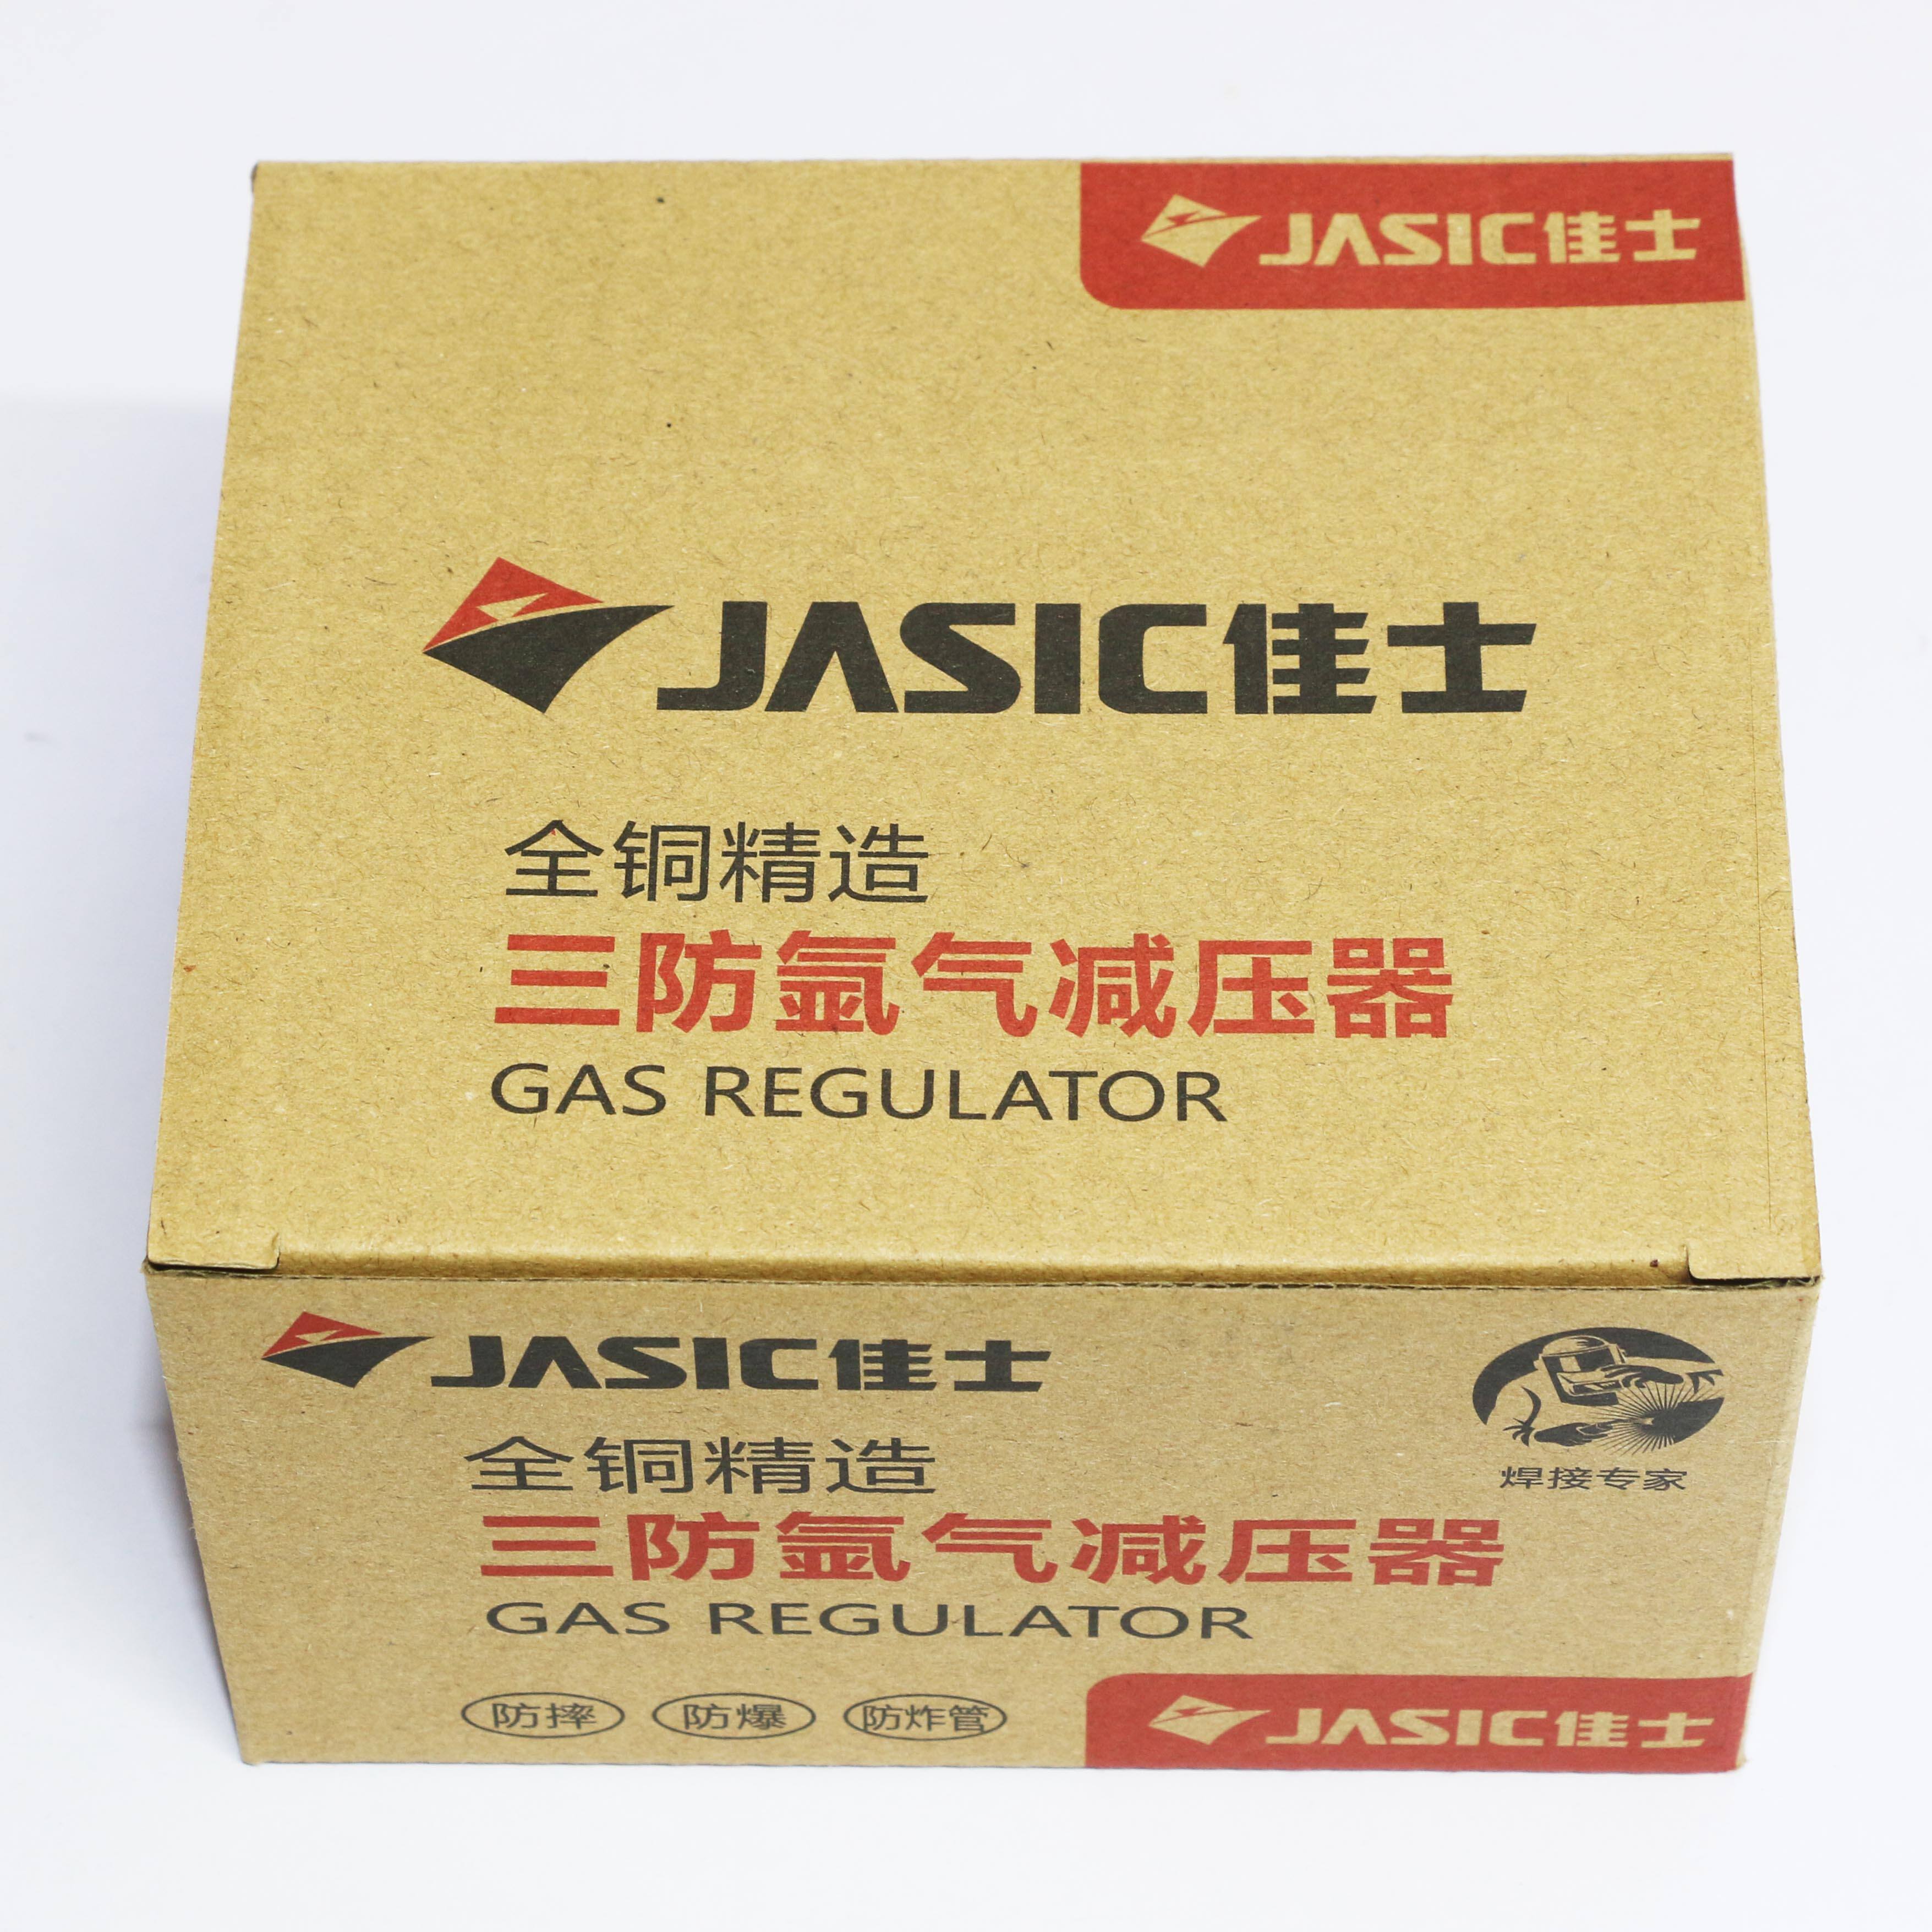 JASIC佳士
JASIC佳士
全铜精造
三防氩气减压器
GAS REGULATOR
JASIC佳士
焊接专家
全铜精造
三防氩气减压器
GAS REGULATOR
防摔 防爆 防炸管
JASIC佳士